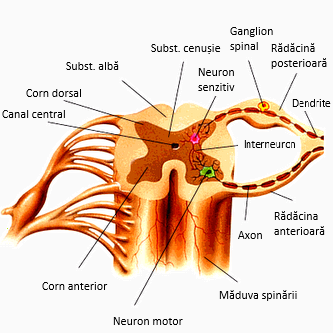 Ganglion
spinal
Rădăcină
posterioară
Subst. cenușie
Neuron
senzitiv
Subst. albă
Corn dorsal
Canal central
Dendrite
Interneuron
Rădăcina
anterioară
Axon
Corn anterior
Măduva spinării
Neuron motor